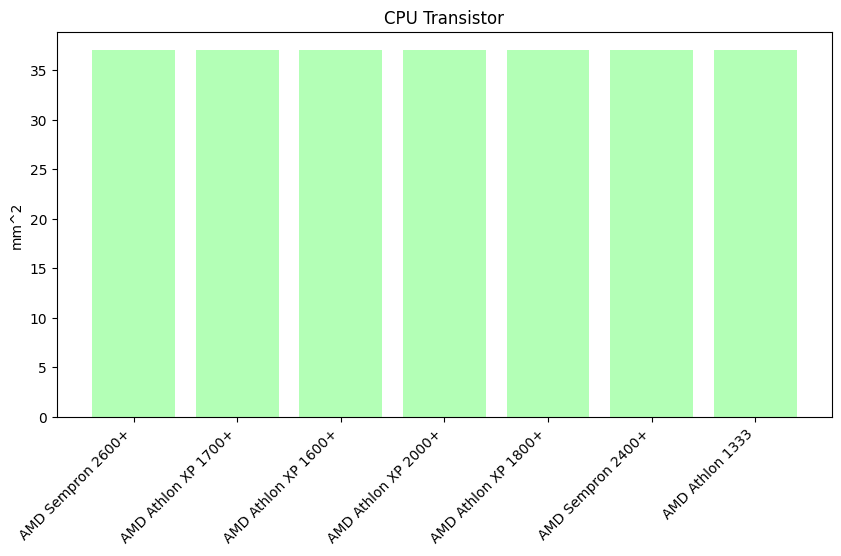 CPU Transistor
mm^2
35
30
25
20
15
10
5
0
AMD Sempron 2600+
AMD Athlon XP 1700+
AMD Athlon XP 1600+
AMD Athlon XP 2000+
AMD Athlon XP 1800+
AMD Sempron 2400+
AMD Athlon 1333